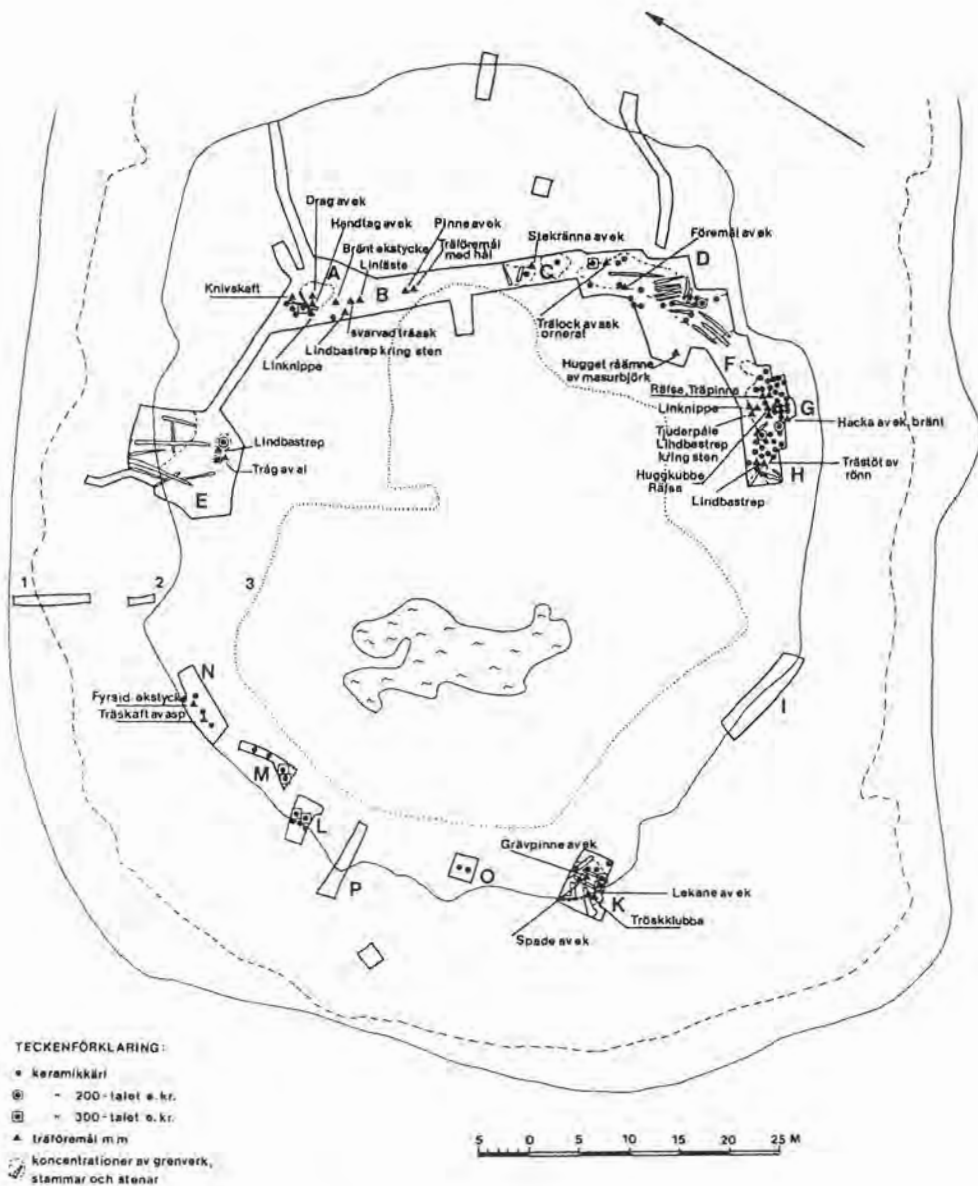 Drag av ek
Handtag av ek
Bränt ekstycke
Linfäste
Pinne av ek
Träföremål
med hål
Stekränna av ek
Föremål av ek
Knivskaft
A
B
C
D
Linknippe
Lindbastrep kring sten
svarvad träask
Trälock av ask
ornerat
Hugget råämne
av masurbjörk
F
Räfsa, Träpinne
Linknippe
G
Tjuderpåle
Hacka av ek, bränt
Lindbastrep
kring sten
Huggkubbe
Räfsa
Trästöt av
rönn
Lindbastrep
H
Lindbastrep
Tråg av al
E
1
2
3
N
Fyrsid. ekstycke
Träskaft av asp
I
M
L
P
O
Grävpinne av ek
Lekane av ek
K
Tröskklubba
Spade av ek
TECKENFÖRKLARING:
keramikkärl
" 200-talet e.kr.
" 300-talet e.kr.
träföremål m m
koncentrationer av grenverk,
stammar och stenar
5 0 5 10 15 20 25 M